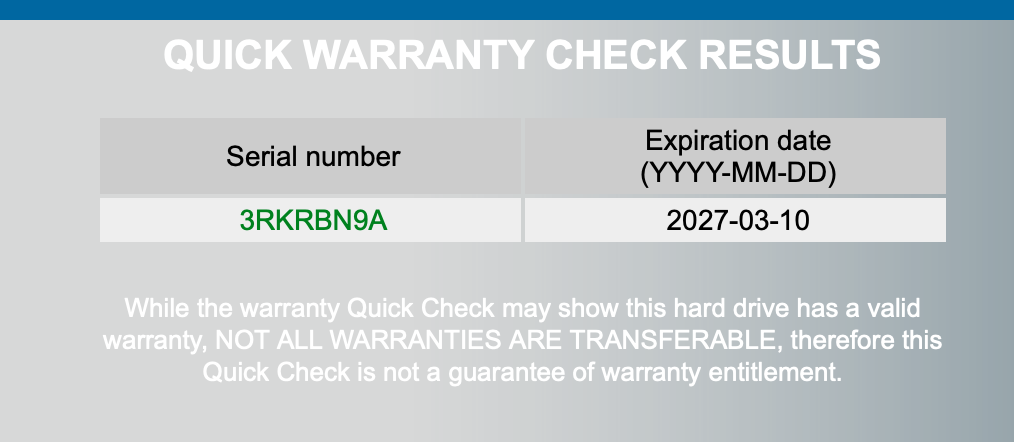 QUICK WARRANTY CHECK RESULTS
Serial number
Expiration date
(YYYY-MM-DD)
3RKRBN9A
2027-03-10
While the warranty Quick Check may show this hard drive has a valid
warranty, NOT ALL WARRANTIES ARE TRANSFERABLE, therefore this
Quick Check is not a guarantee of warranty entitlement.